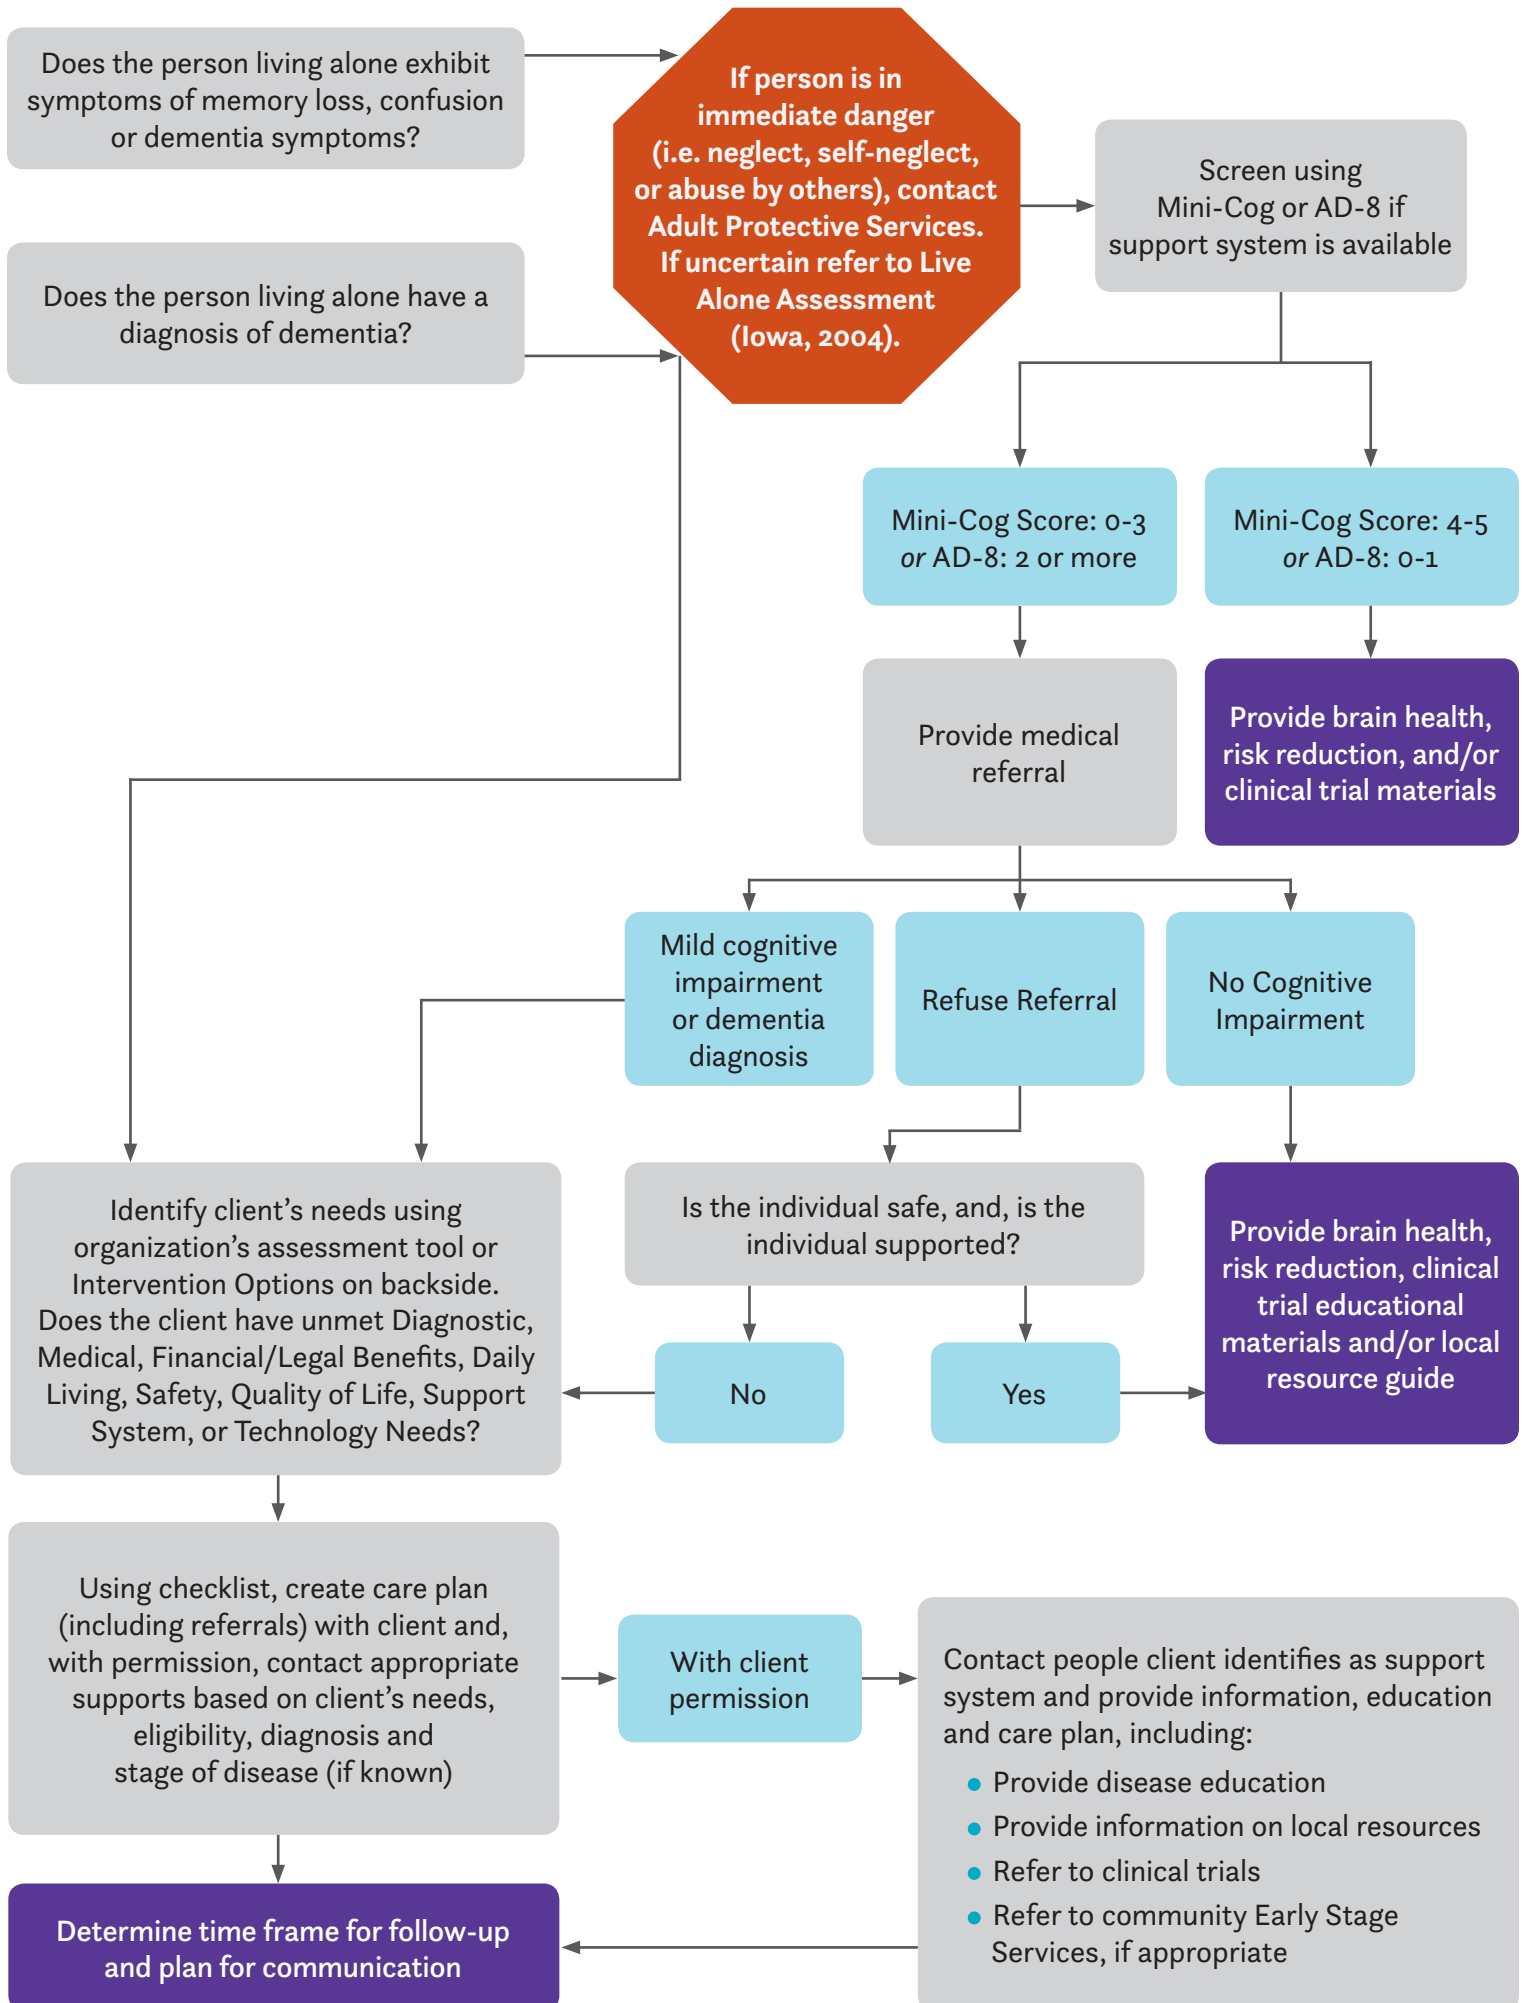 Does the person living alone exhibit
symptoms of memory loss, confusion
or dementia symptoms?
If person is in
immediate danger
(i.e. neglect, self-neglect,
or abuse by others), contact
Adult Protective Services.
If uncertain refer to Live
Alone Assessment
(Iowa, 2004).
Screen using
Mini-Cog or AD-8 if
support system is available
Does the person living alone have a
diagnosis of dementia?
Mini-Cog Score: 0-3
or AD-8: 2 or more
Mini-Cog Score: 4-5
or AD-8: 0-1
Provide medical
referral
Provide brain health,
risk reduction, and/or
clinical trial materials
Mild cognitive
impairment
or dementia
diagnosis
Refuse Referral
No Cognitive
Impairment
Identify client’s needs using
organization’s assessment tool or
Intervention Options on backside.
Does the client have unmet Diagnostic,
Medical, Financial/Legal Benefits, Daily
Living, Safety, Quality of Life, Support
System, or Technology Needs?
Is the individual safe, and, is the
individual supported?
No
Yes
Provide brain health,
risk reduction, clinical
trial educational
materials and/or local
resource guide
Using checklist, create care plan
(including referrals) with client and,
with permission, contact appropriate
supports based on client’s needs,
eligibility, diagnosis and
stage of disease (if known)
With client
permission
Contact people client identifies as support
system and provide information, education
and care plan, including:
• Provide disease education
• Provide information on local resources
• Refer to clinical trials
• Refer to community Early Stage
Services, if appropriate
Determine time frame for follow-up
and plan for communication